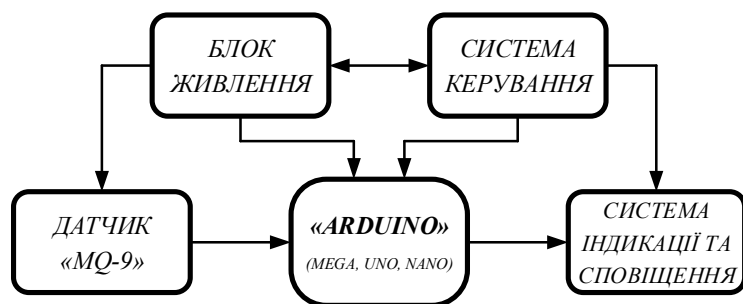 БЛОК
ЖИВЛЕННЯ
СИСТЕМА
КЕРУВАННЯ
ДАТЧИК
«MQ-9»
«ARDUINO»
(MEGA, UNO, NANO)
СИСТЕМА
ІНДИКАЦІЇ ТА
СПОВІЩЕННЯ